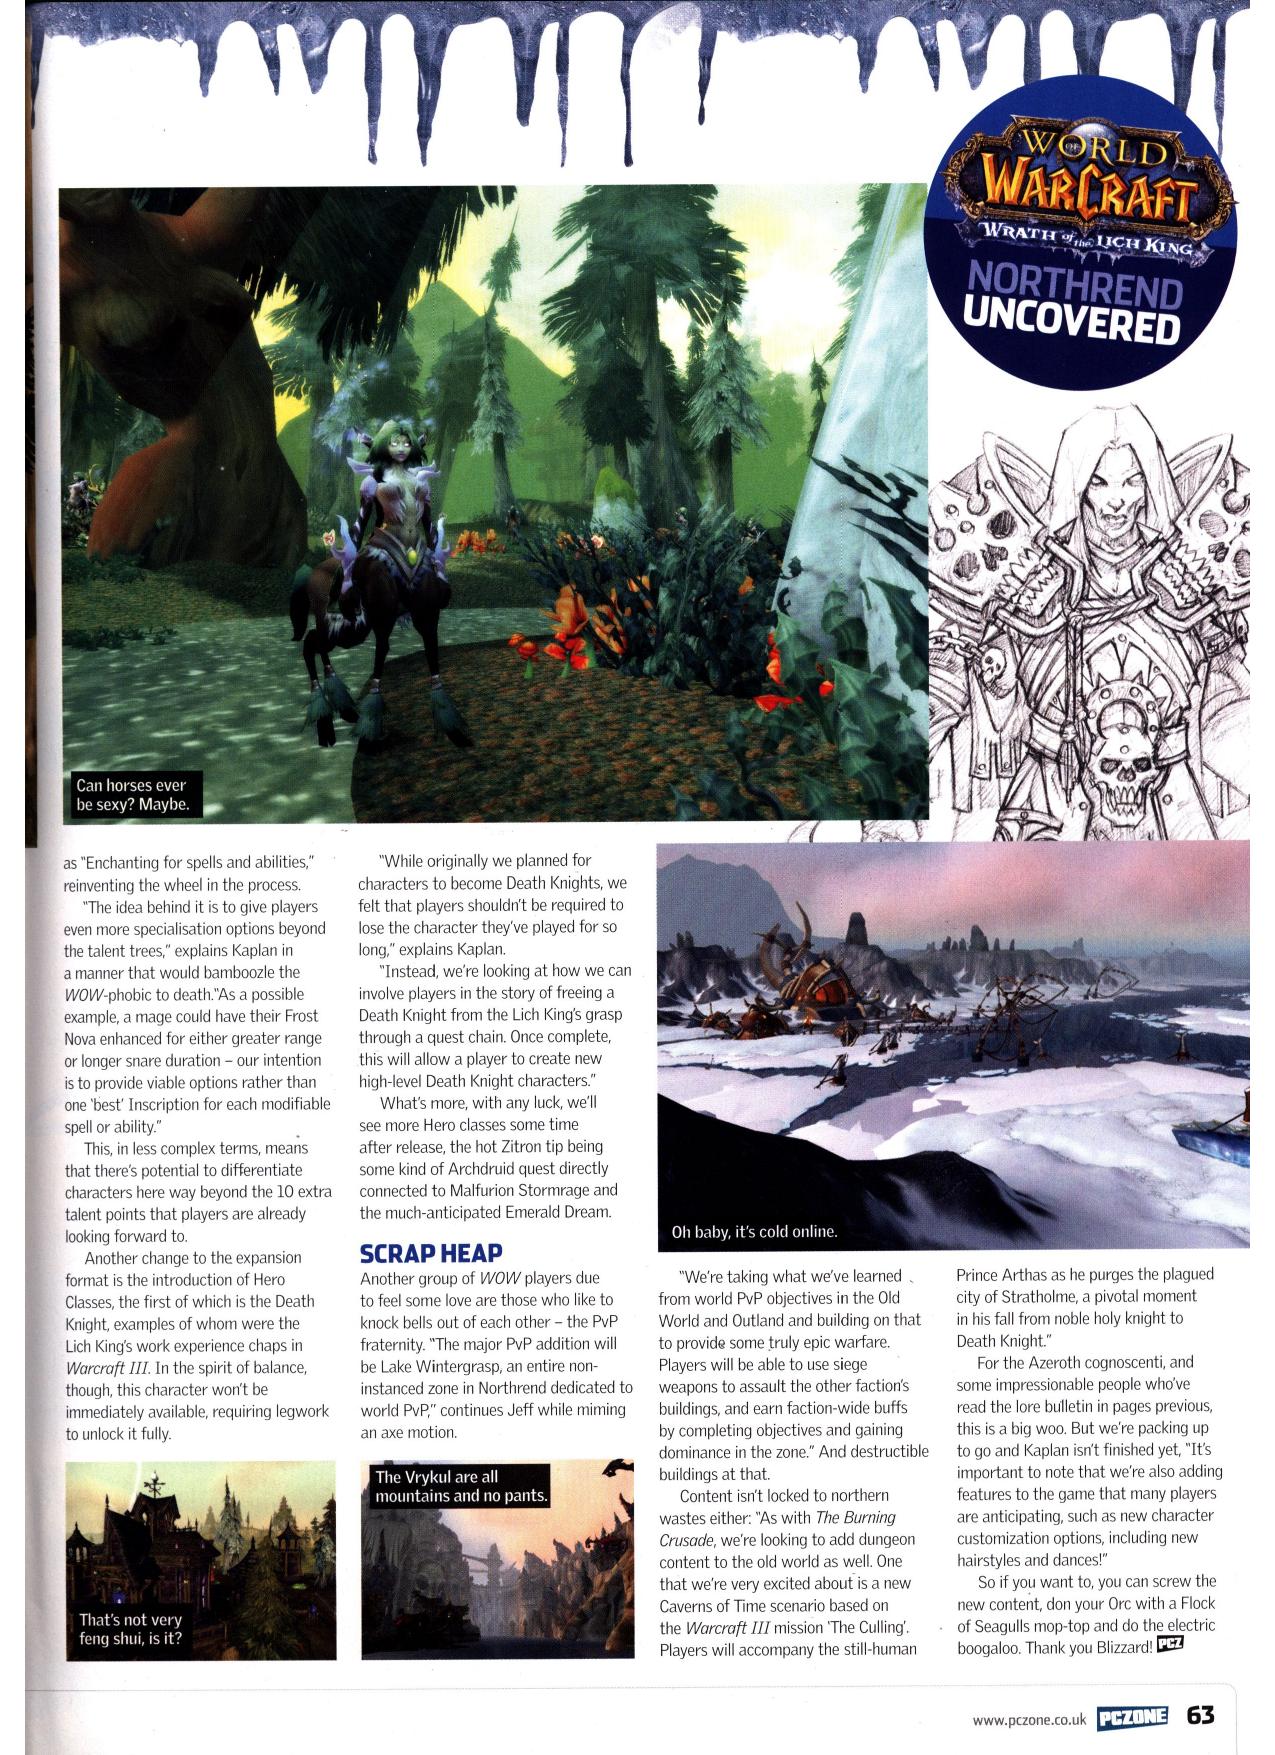 WORLD
OF
WARCRAFT
WRATH of the LICH KING
NORTHREND
UNCOVERED
Can horses ever
be sexy? Maybe.
as "Enchanting for spells and abilities,"
reinventing the wheel in the process.
"The idea behind it is to give players
even more specialisation options beyond
the talent trees," explains Kaplan in
a manner that would bamboozle the
WOW-phobic to death."As a possible
example, a mage could have their Frost
Nova enhanced for either greater range
or longer snare duration – our intention
is to provide viable options rather than
one 'best' Inscription for each modifiable
spell or ability."
This, in less complex terms, means
that there's potential to differentiate
characters here way beyond the 10 extra
talent points that players are already
looking forward to.
Another change to the expansion
format is the introduction of Hero
Classes, the first of which is the Death
Knight, examples of whom were the
Lich King's work experience chaps in
Warcraft III. In the spirit of balance,
though, this character won't be
immediately available, requiring legwork
to unlock it fully.
That's not very
feng shui, is it?
"While originally we planned for
characters to become Death Knights, we
felt that players shouldn't be required to
lose the character they've played for so
long," explains Kaplan.
"Instead, we're looking at how we can
involve players in the story of freeing a
Death Knight from the Lich King's grasp
through a quest chain. Once complete,
this will allow a player to create new
high-level Death Knight characters."
What's more, with any luck, we'll
see more Hero classes some time
after release, the hot Zitron tip being
some kind of Archdruid quest directly
connected to Malfurion Stormrage and
the much-anticipated Emerald Dream.
SCRAP HEAP
Another group of WOW players due
to feel some love are those who like to
knock bells out of each other – the PvP
fraternity. "The major PvP addition will
be Lake Wintergrasp, an entire non-
instanced zone in Northrend dedicated to
world PvP," continues Jeff while miming
an axe motion.
The Vrykul are all
mountains and no pants.
Oh baby, it's cold online.
"We're taking what we've learned
from world PvP objectives in the Old
World and Outland and building on that
to provide some truly epic warfare.
Players will be able to use siege
weapons to assault the other faction's
buildings, and earn faction-wide buffs
by completing objectives and gaining
dominance in the zone." And destructible
buildings at that.
Content isn't locked to northern
wastes either: "As with The Burning
Crusade, we're looking to add dungeon
content to the old world as well. One
that we're very excited about is a new
Caverns of Time scenario based on
the Warcraft III mission 'The Culling'.
Players will accompany the still-human
Prince Arthas as he purges the plagued
city of Stratholme, a pivotal moment
in his fall from noble holy knight to
Death Knight."
For the Azeroth cognoscenti, and
some impressionable people who've
read the lore bulletin in pages previous,
this is a big woo. But we're packing up
to go and Kaplan isn't finished yet, "It's
important to note that we're also adding
features to the game that many players
are anticipating, such as new character
customization options, including new
hairstyles and dances!"
So if you want to, you can screw the
new content, don your Orc with a Flock
of Seagulls mop-top and do the electric
boogaloo. Thank you Blizzard! PCZ
www.pczone.co.uk PCZONE 63